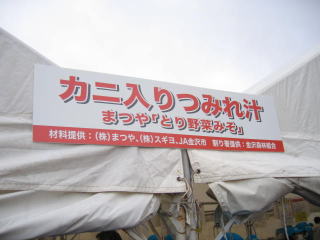 カニ入りつみれ汁
まつや『とり野菜みそ』
材料提供：(株)まつや、(株)スギヨ、JA金沢市　割り箸提供：金沢森林組合